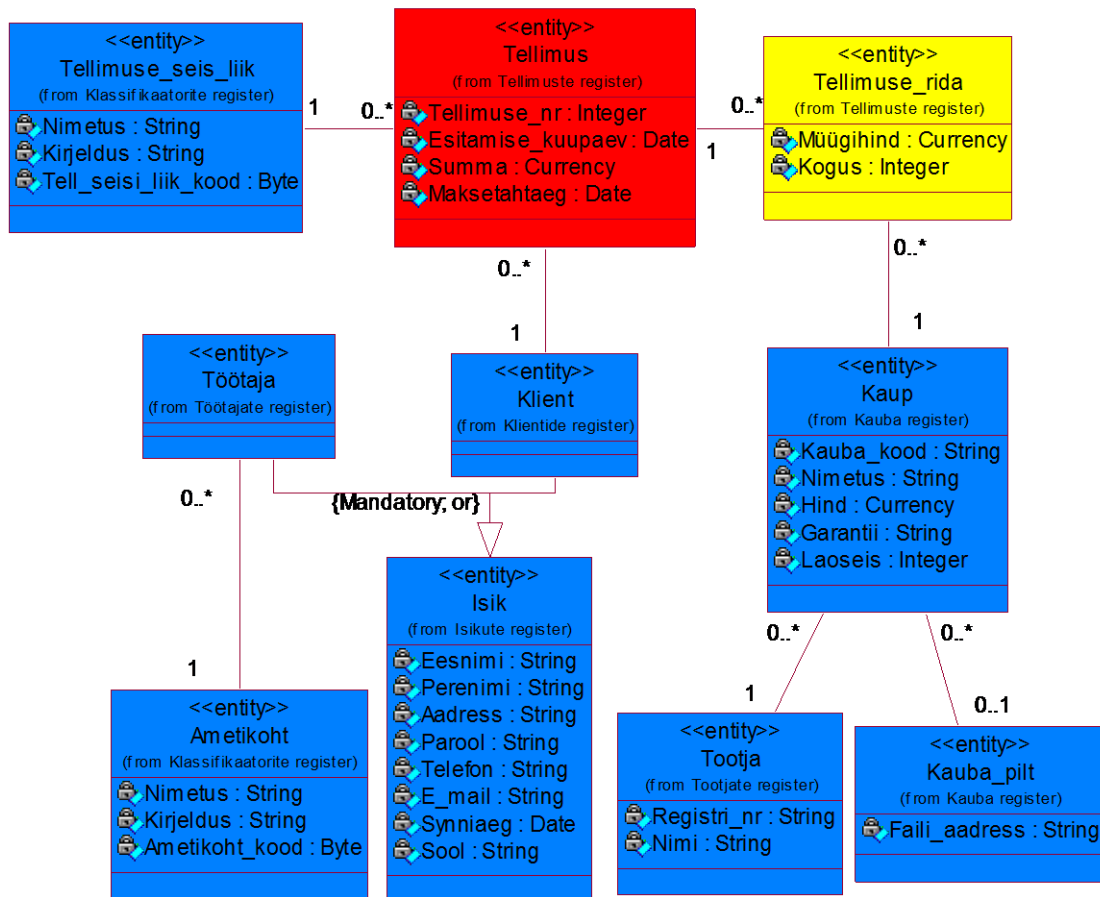 <<entity>>
Tellimuse_seis_liik
(from Klassifikaatorite register)
Nimetus : String
Kirjeldus : String
Tell_seisi_liik_kood : Byte
1
0..*
<<entity>>
Tellimus
(from Tellimuste register)
Tellimuse_nr : Integer
Esitamise_kuupaev : Date
Summa : Currency
Maksetahtaeg : Date
0..*
1
<<entity>>
Tellimuse_rida
(from Tellimuste register)
Müügihind : Currency
Kogus : Integer
0..*
1
0..*
1
<<entity>>
Töötaja
(from Töötajate register)
<<entity>>
Klient
(from Klientide register)
<<entity>>
Kaup
(from Kauba register)
Kauba_kood : String
Nimetus : String
Hind : Currency
Garantii : String
Laoseis : Integer
0..*
{Mandatory; or}
1
<<entity>>
Ametikoht
(from Klassifikaatorite register)
Nimetus : String
Kirjeldus : String
Ametikoht_kood : Byte
<<entity>>
Isik
(from Isikute register)
Eesnimi : String
Perenimi : String
Aadress : String
Parool : String
Telefon : String
E_mail : String
Synniaeg : Date
Sool : String
0..*
0..*
1
0..1
<<entity>>
Tootja
(from Tootjate register)
Registri_nr : String
Nimi : String
<<entity>>
Kauba_pilt
(from Kauba register)
Faili_aadress : String